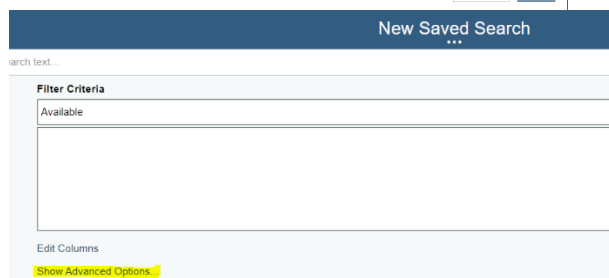 New Saved Search
arch text...
Filter Criteria
Available
Edit Columns
Show Advanced Options...